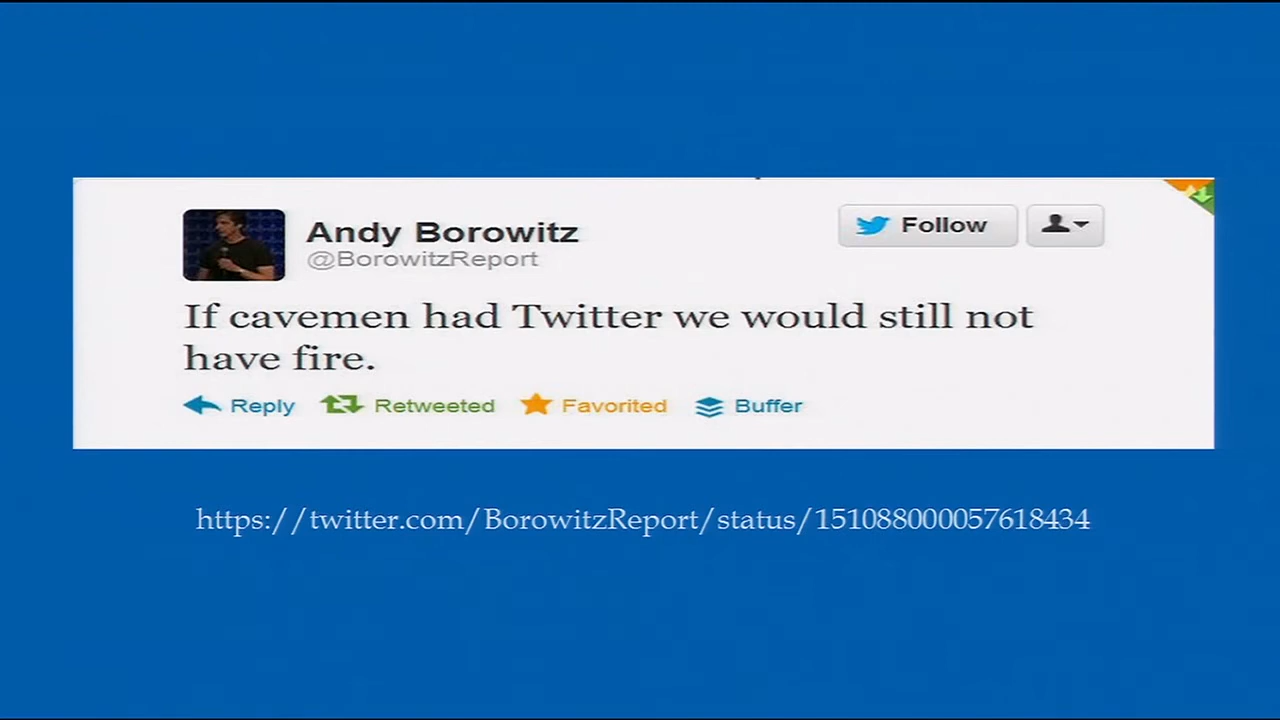 Andy Borowitz
@BorowitzReport
Follow
If cavemen had Twitter we would still not
have fire.
Reply Retweeted Favorited Buffer
https://twitter.com/BorowitzReport/status/151088000057618434